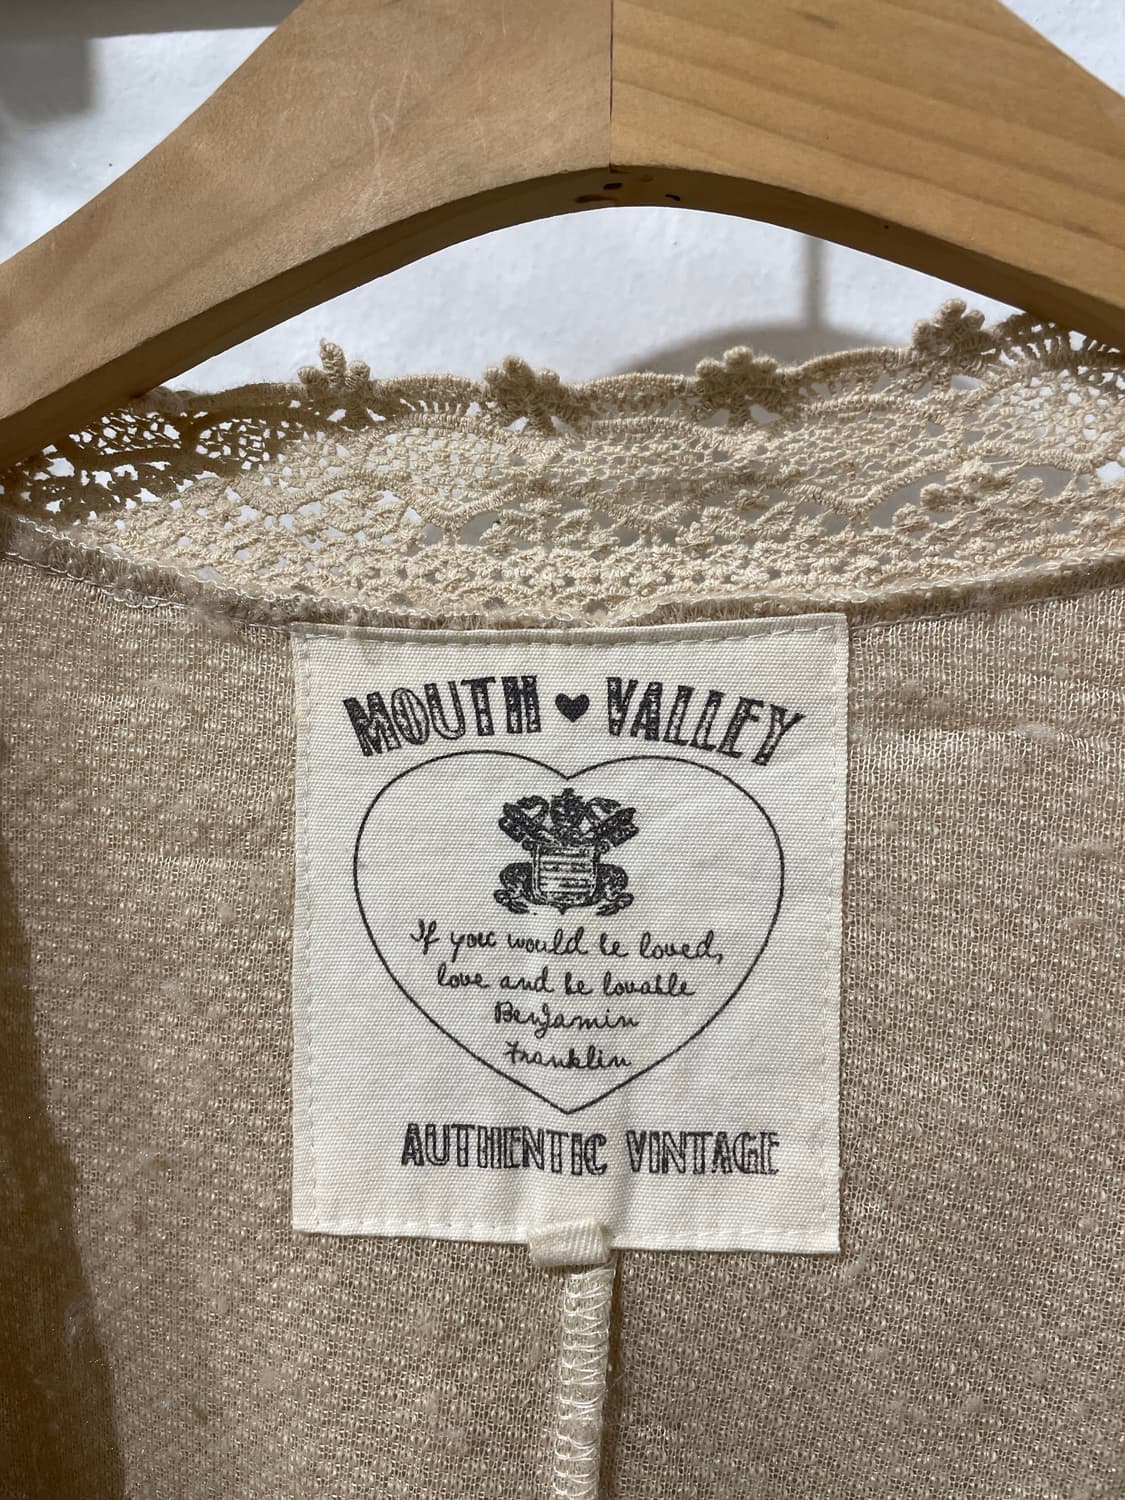 MOUTH ♥ VALLEY
If you would be loved,
love and be lovable
Benjamin
Franklin
AUTHENTIC VINTAGE